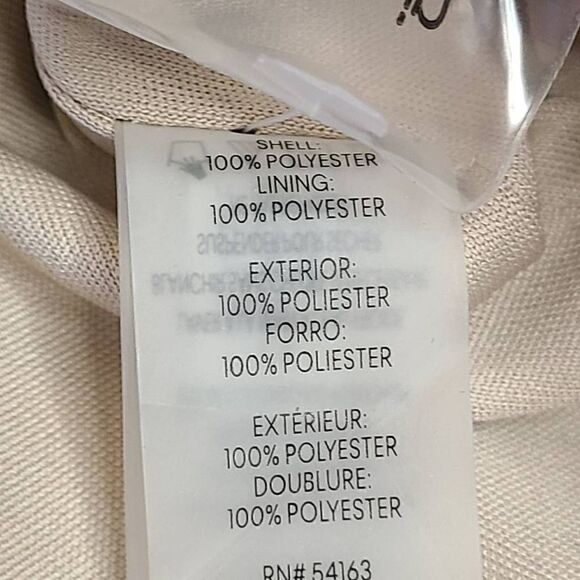 SHELL:
100% POLYESTER
LINING:
100% POLYESTER
EXTERIOR:
100% POLIESTER
FORRO:
100% POLIESTER
EXTÉRIEUR:
100% POLYESTER
DOUBLURE:
100% POLYESTER
RN# 54163